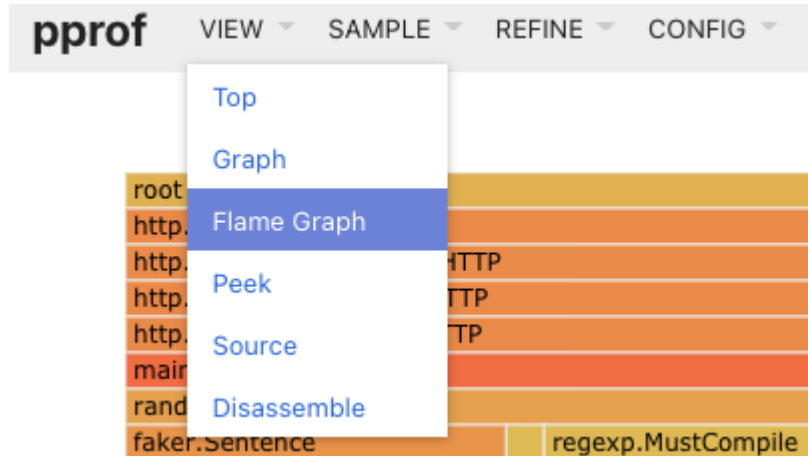 pprof VIEW SAMPLE REFINE CONFIG
Top
Graph
root
Flame Graph
http.
http. HTTP
Peek
http. TTP
http. TTP
Source
main
rand
Disassemble
faker.Sentence regexp.MustCompile